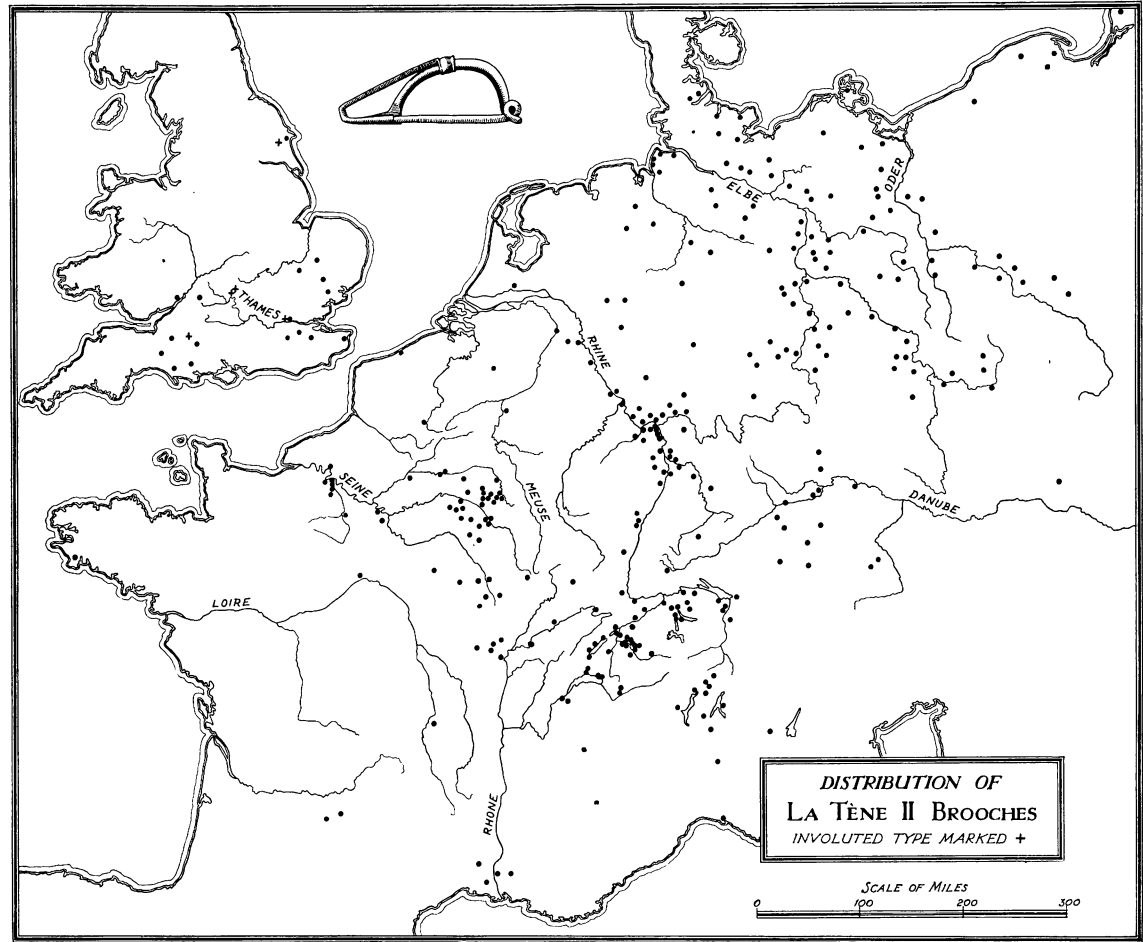 ELBE
ODER
THAMES
RHINE
SEINE
MEUSE
DANUBE
LOIRE
RHONE
DISTRIBUTION OF
LA TÈNE II BROOCHES
INVOLUTED TYPE MARKED +
SCALE OF MILES
0 100 200 300